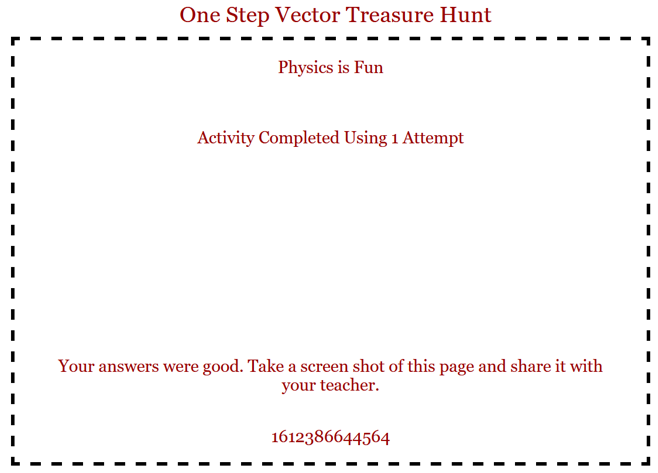 One Step Vector Treasure Hunt
Physics is Fun
Activity Completed Using 1 Attempt
Your answers were good. Take a screen shot of this page and share it with
your teacher.
1612386644564